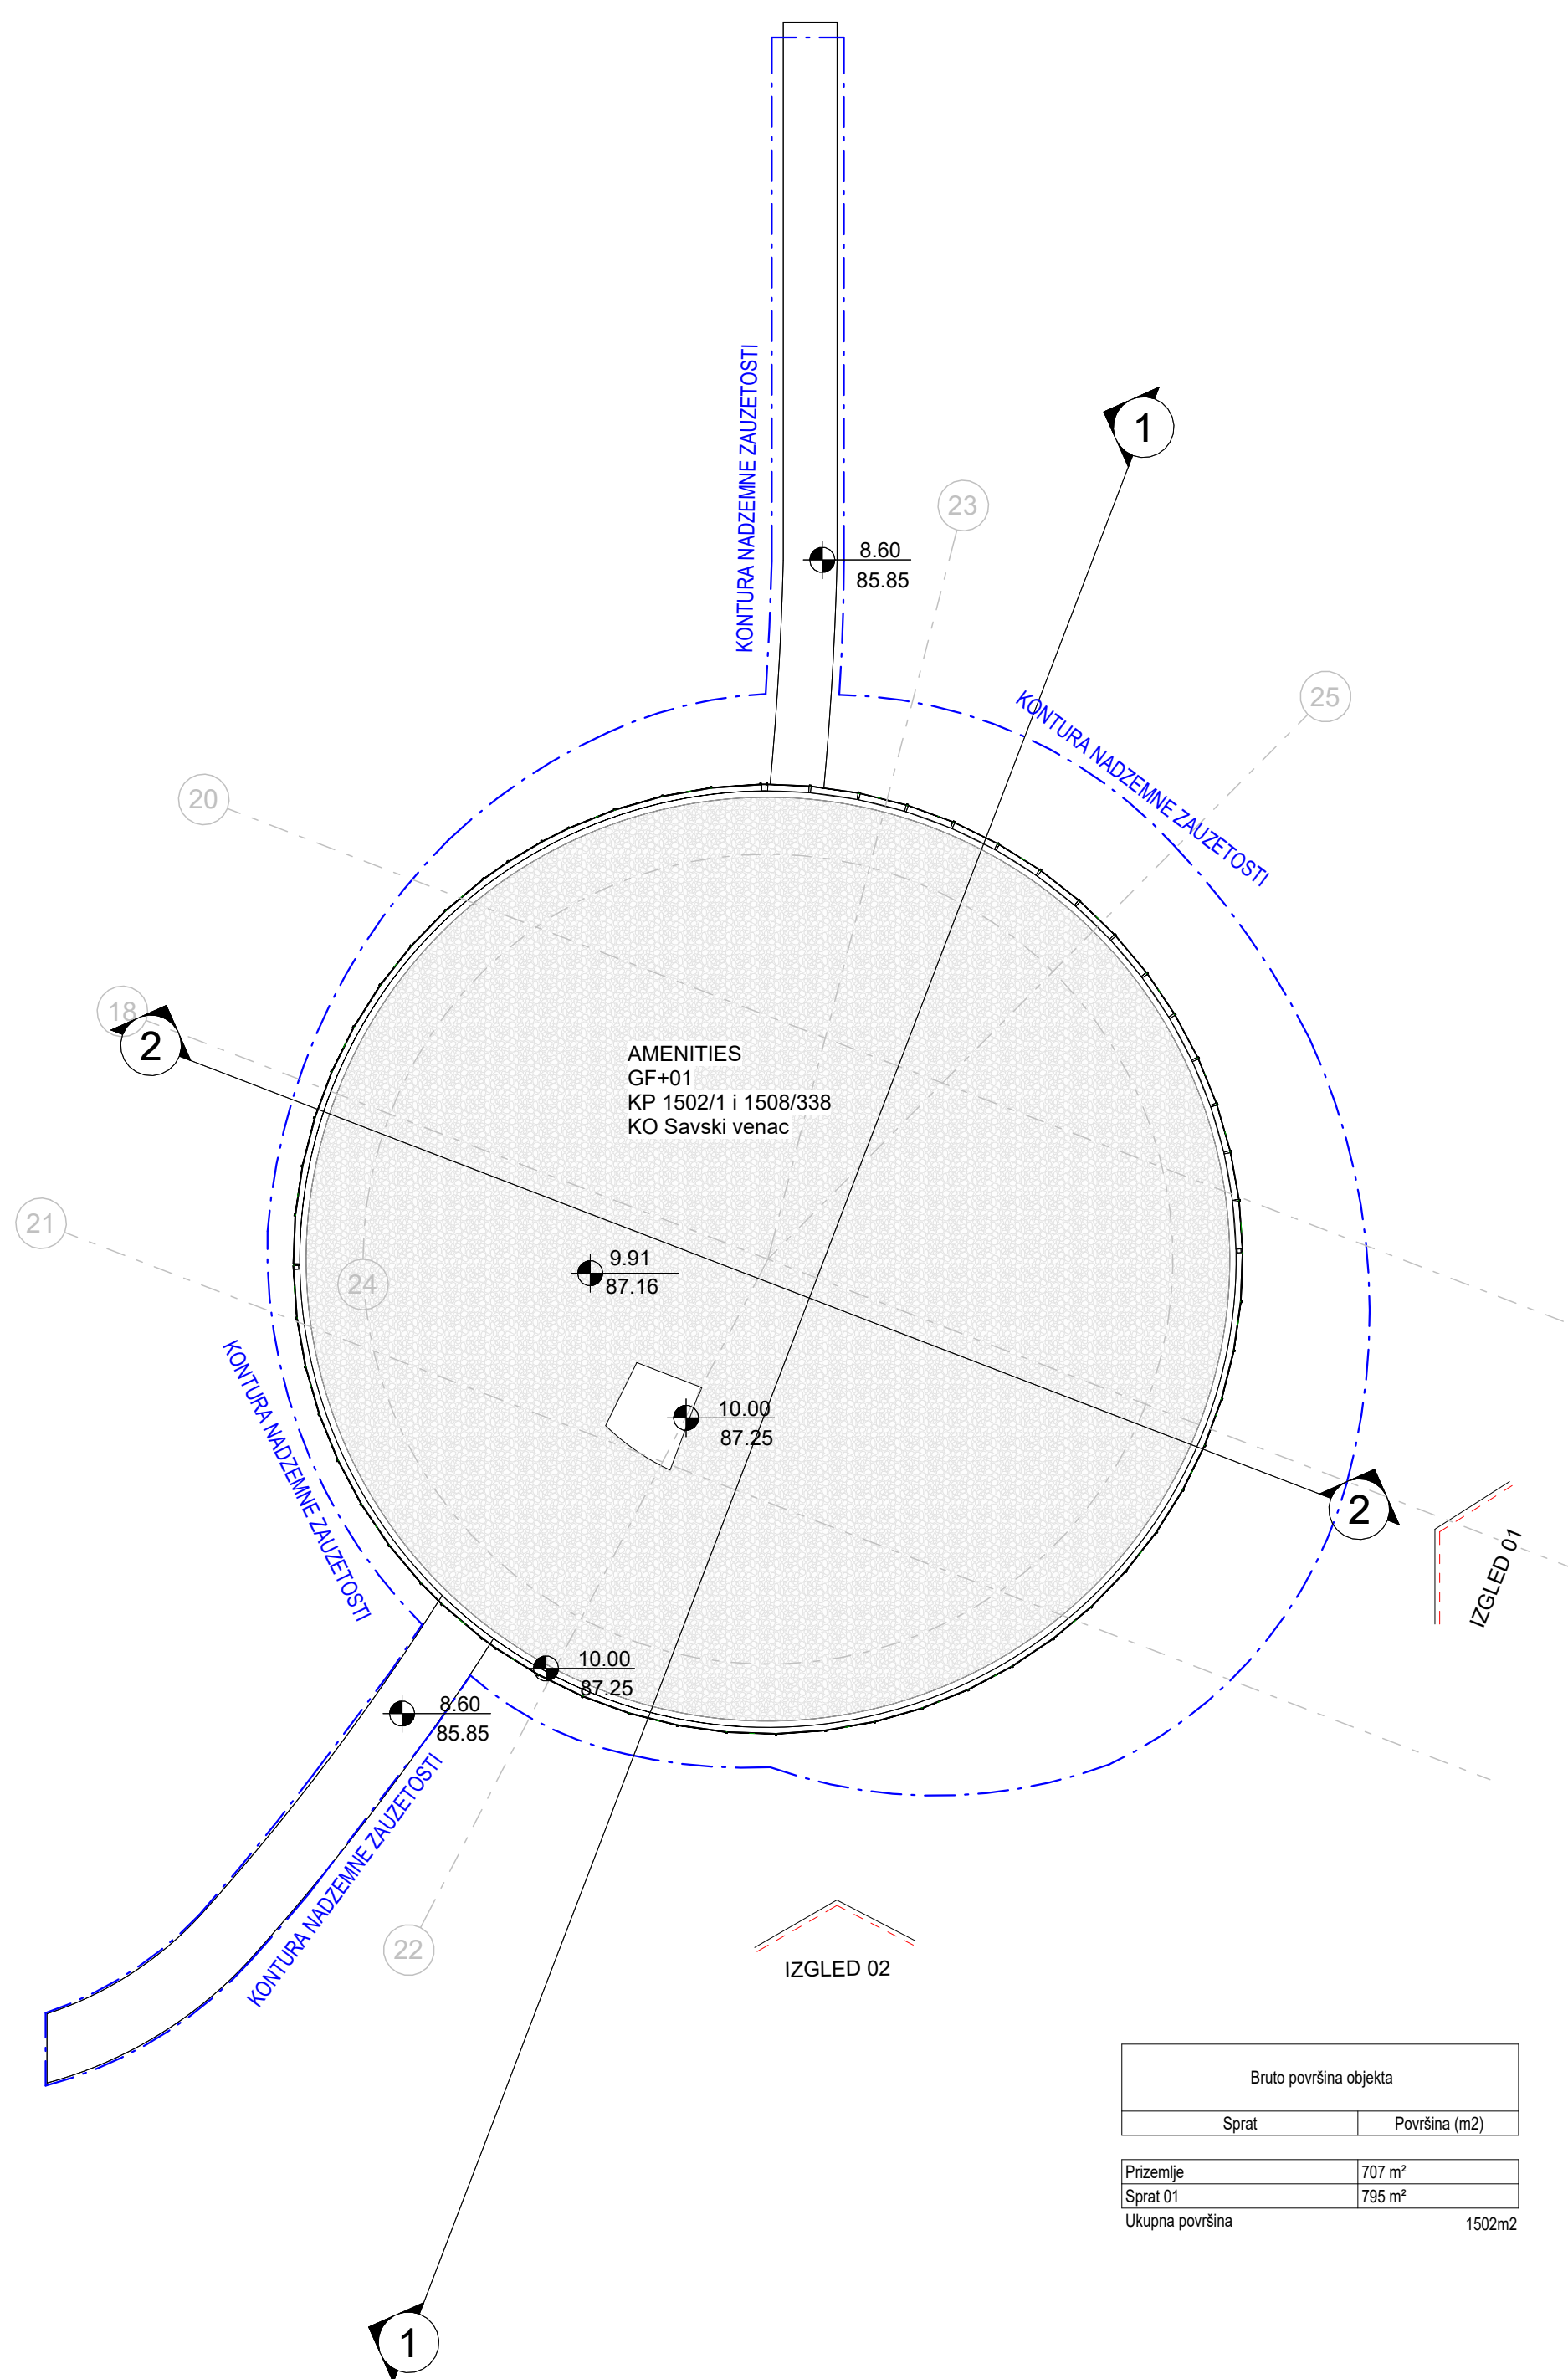 KONTURA NADZEMNE ZAUZETOSTI
1
23
8.60
85.85
25
KONTURA NADZEMNE ZAUZETOSTI
20
18
2
AMENITIES
GF+01
KP 1502/1 i 1508/338
KO Savski venac
21
9.91
87.16
24
KONTURA NADZEMNE ZAUZETOSTI
10.00
87.25
2
IZGLED 01
10.00
87.25
8.60
85.85
KONTURA NADZEMNE ZAUZETOSTI
22
IZGLED 02
Bruto površina objekta
Sprat Površina (m2)
Prizemlje 707 m²
Sprat 01 795 m²
Ukupna površina 1502m2
1